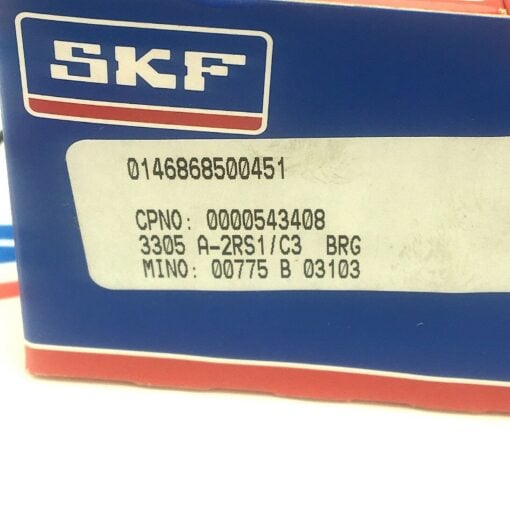 SKF
0146868500451
CPNO: 0000543408
3305 A-2RS1/C3 BRG
MINO: 00775 B 03103